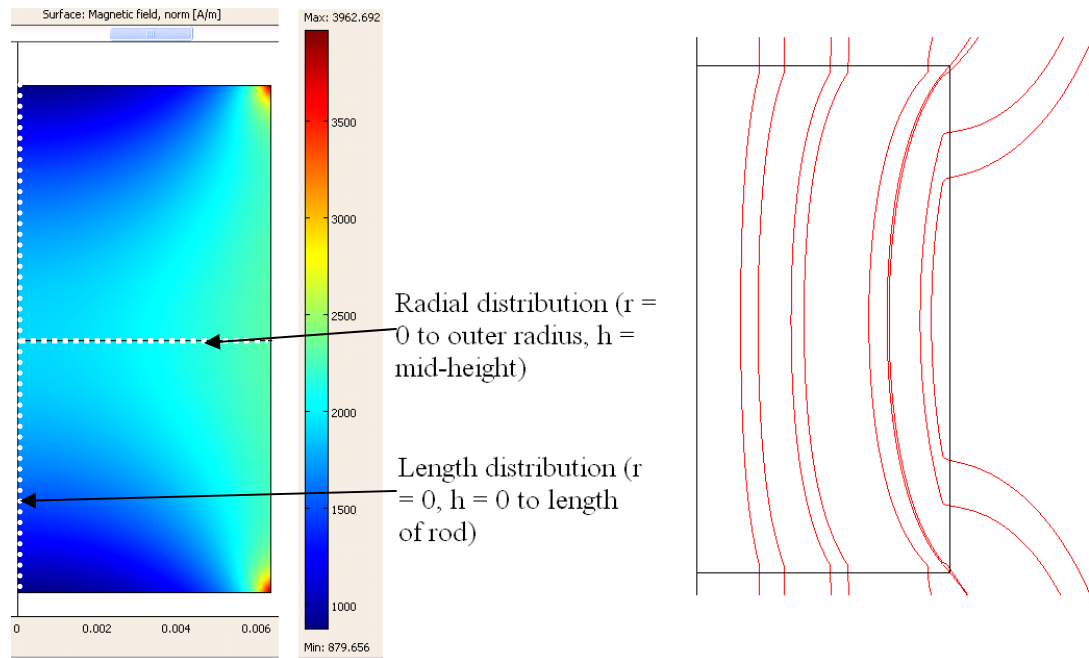 Surface: Magnetic field, norm [A/m]
Max: 3962.692
3500
3000
2500
2000
1500
1000
Min: 879.656
0
0.002
0.004
0.006
Radial distribution (r =
0 to outer radius, h =
mid-height)
Length distribution (r
= 0, h = 0 to length
of rod)